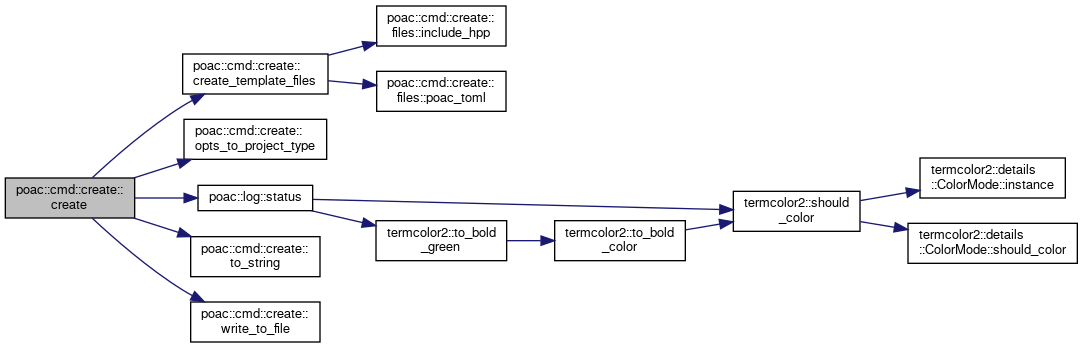 poac::cmd::create::
create
poac::cmd::create::
create_template_files
poac::cmd::create::
files::include_hpp
poac::cmd::create::
files::poac_toml
poac::cmd::create::
opts_to_project_type
poac::log::status
poac::cmd::create::
to_string
poac::cmd::create::
write_to_file
termcolor2::to_bold
_green
termcolor2::to_bold
_color
termcolor2::should
_color
termcolor2::details
::ColorMode::instance
termcolor2::details
::ColorMode::should_color